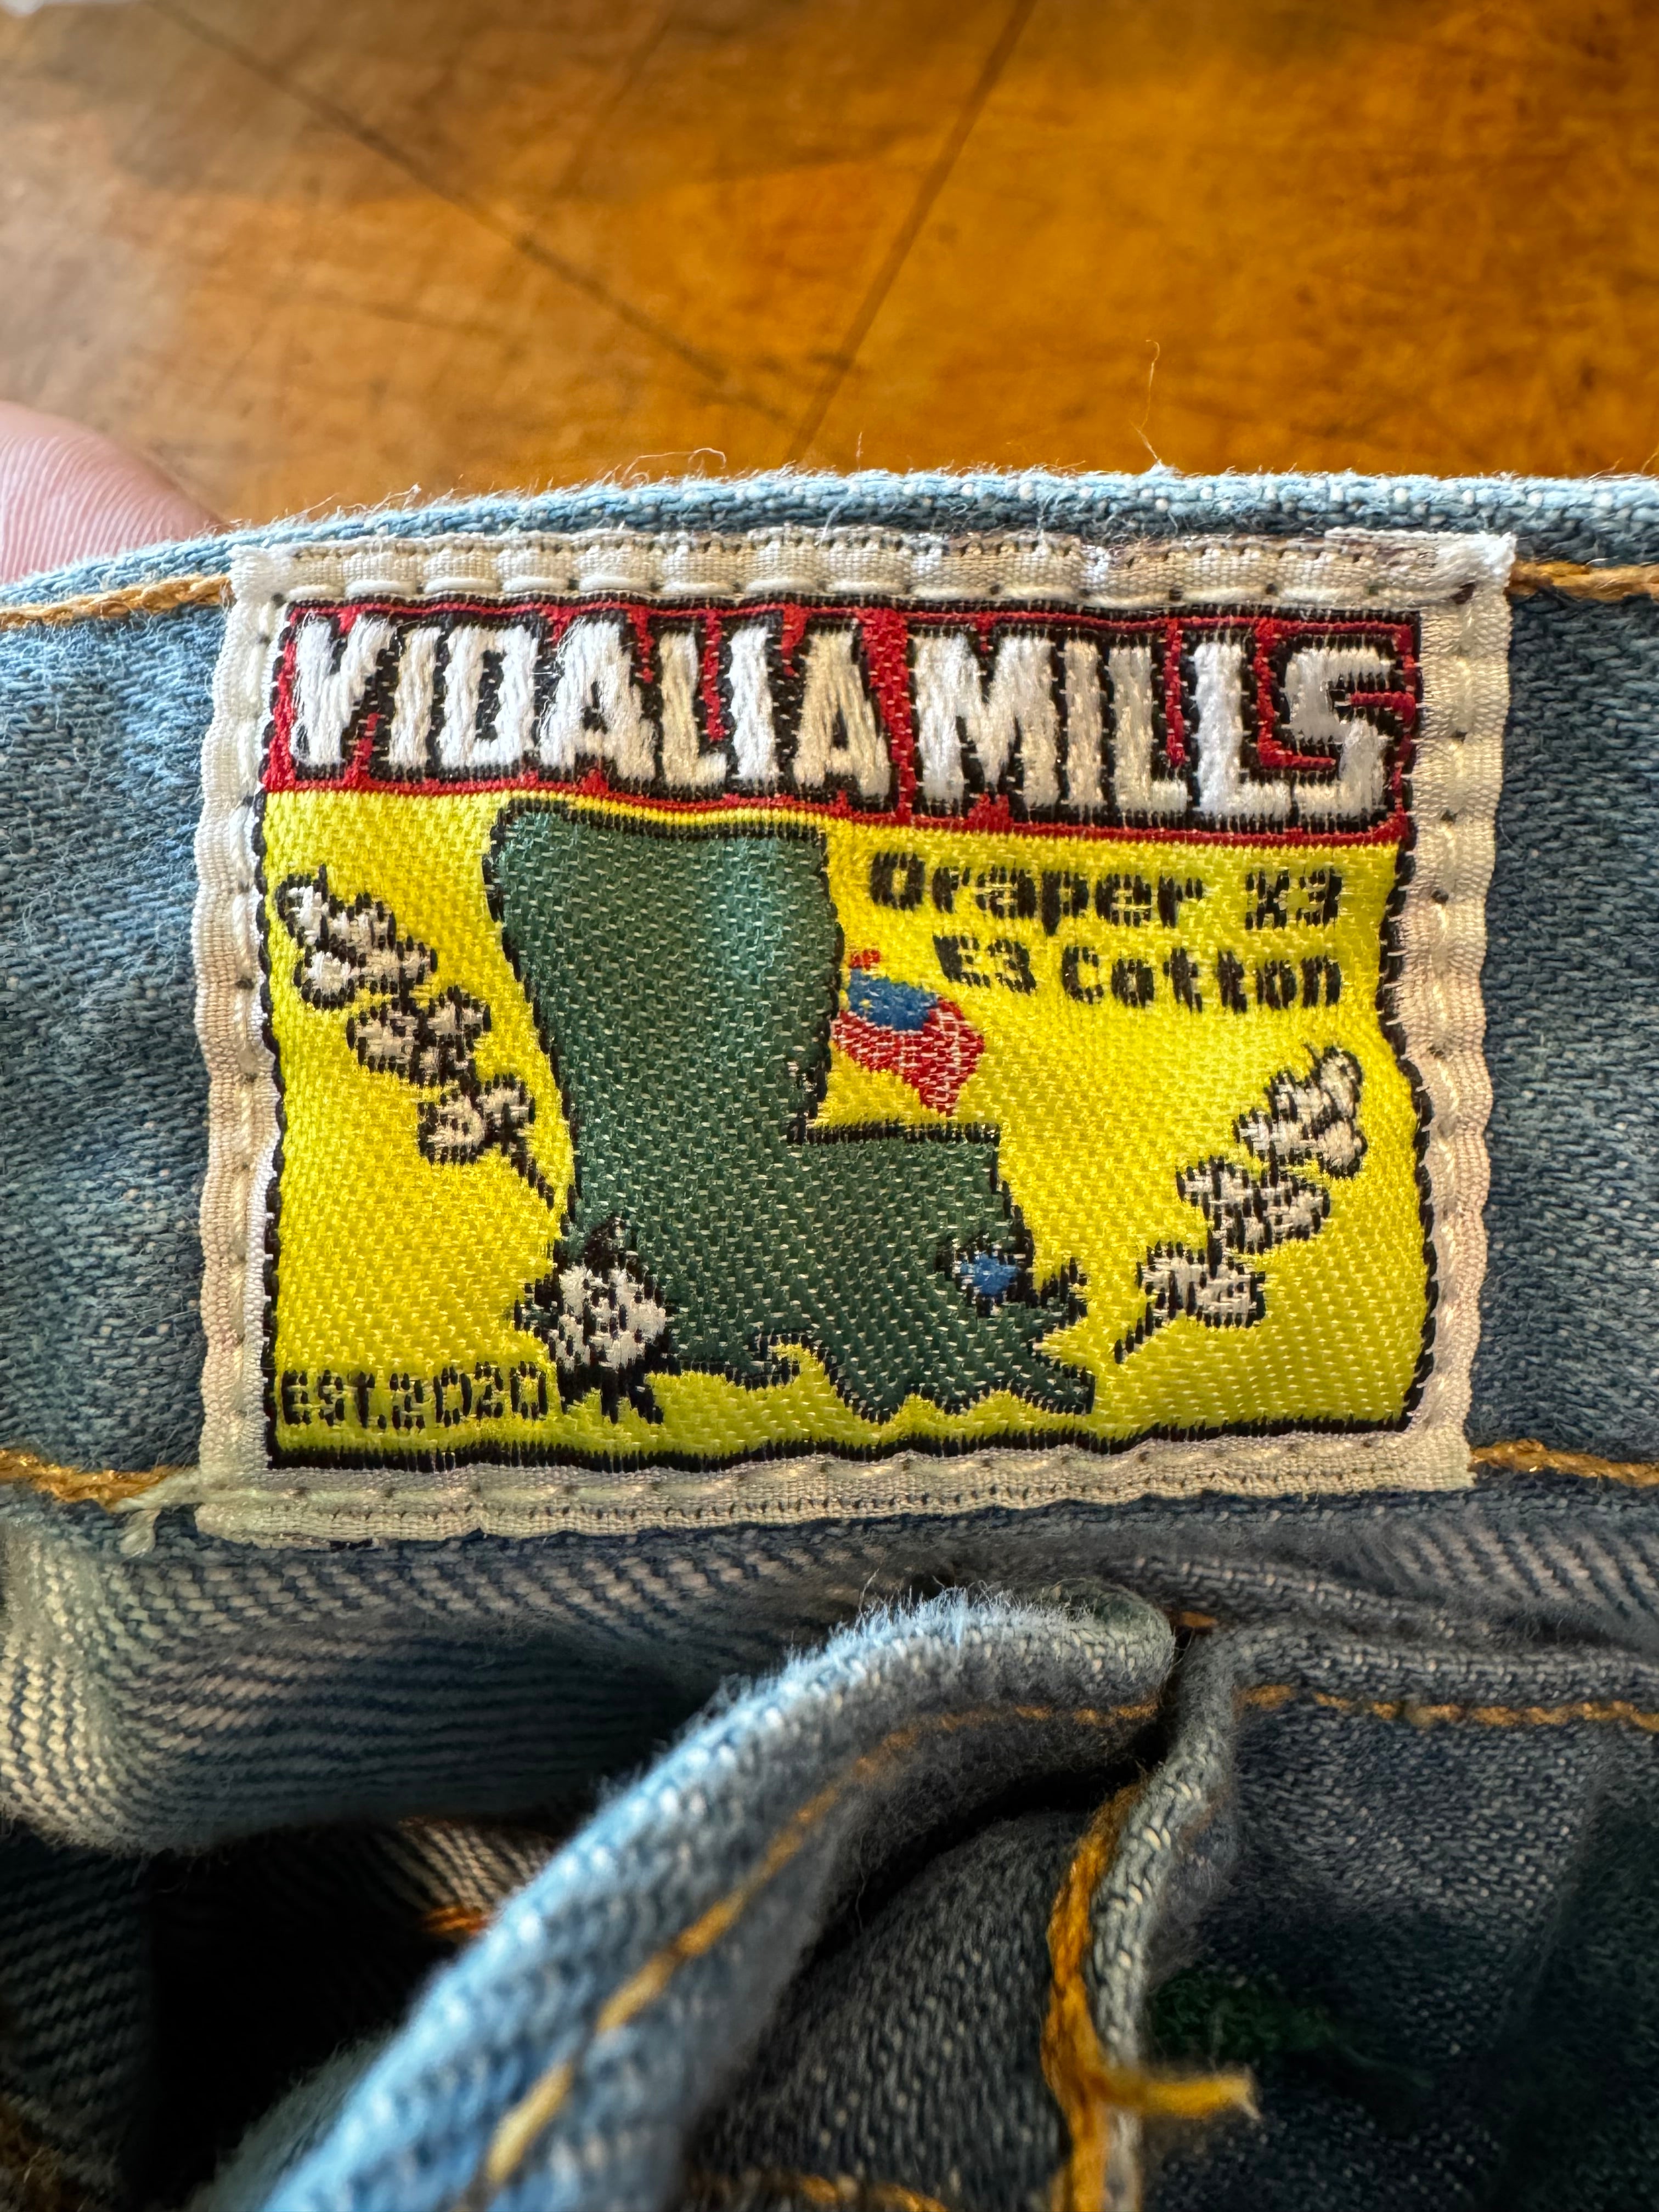 VIDALIA MILLS
Draper X3
E3 Cotton
EST.2020